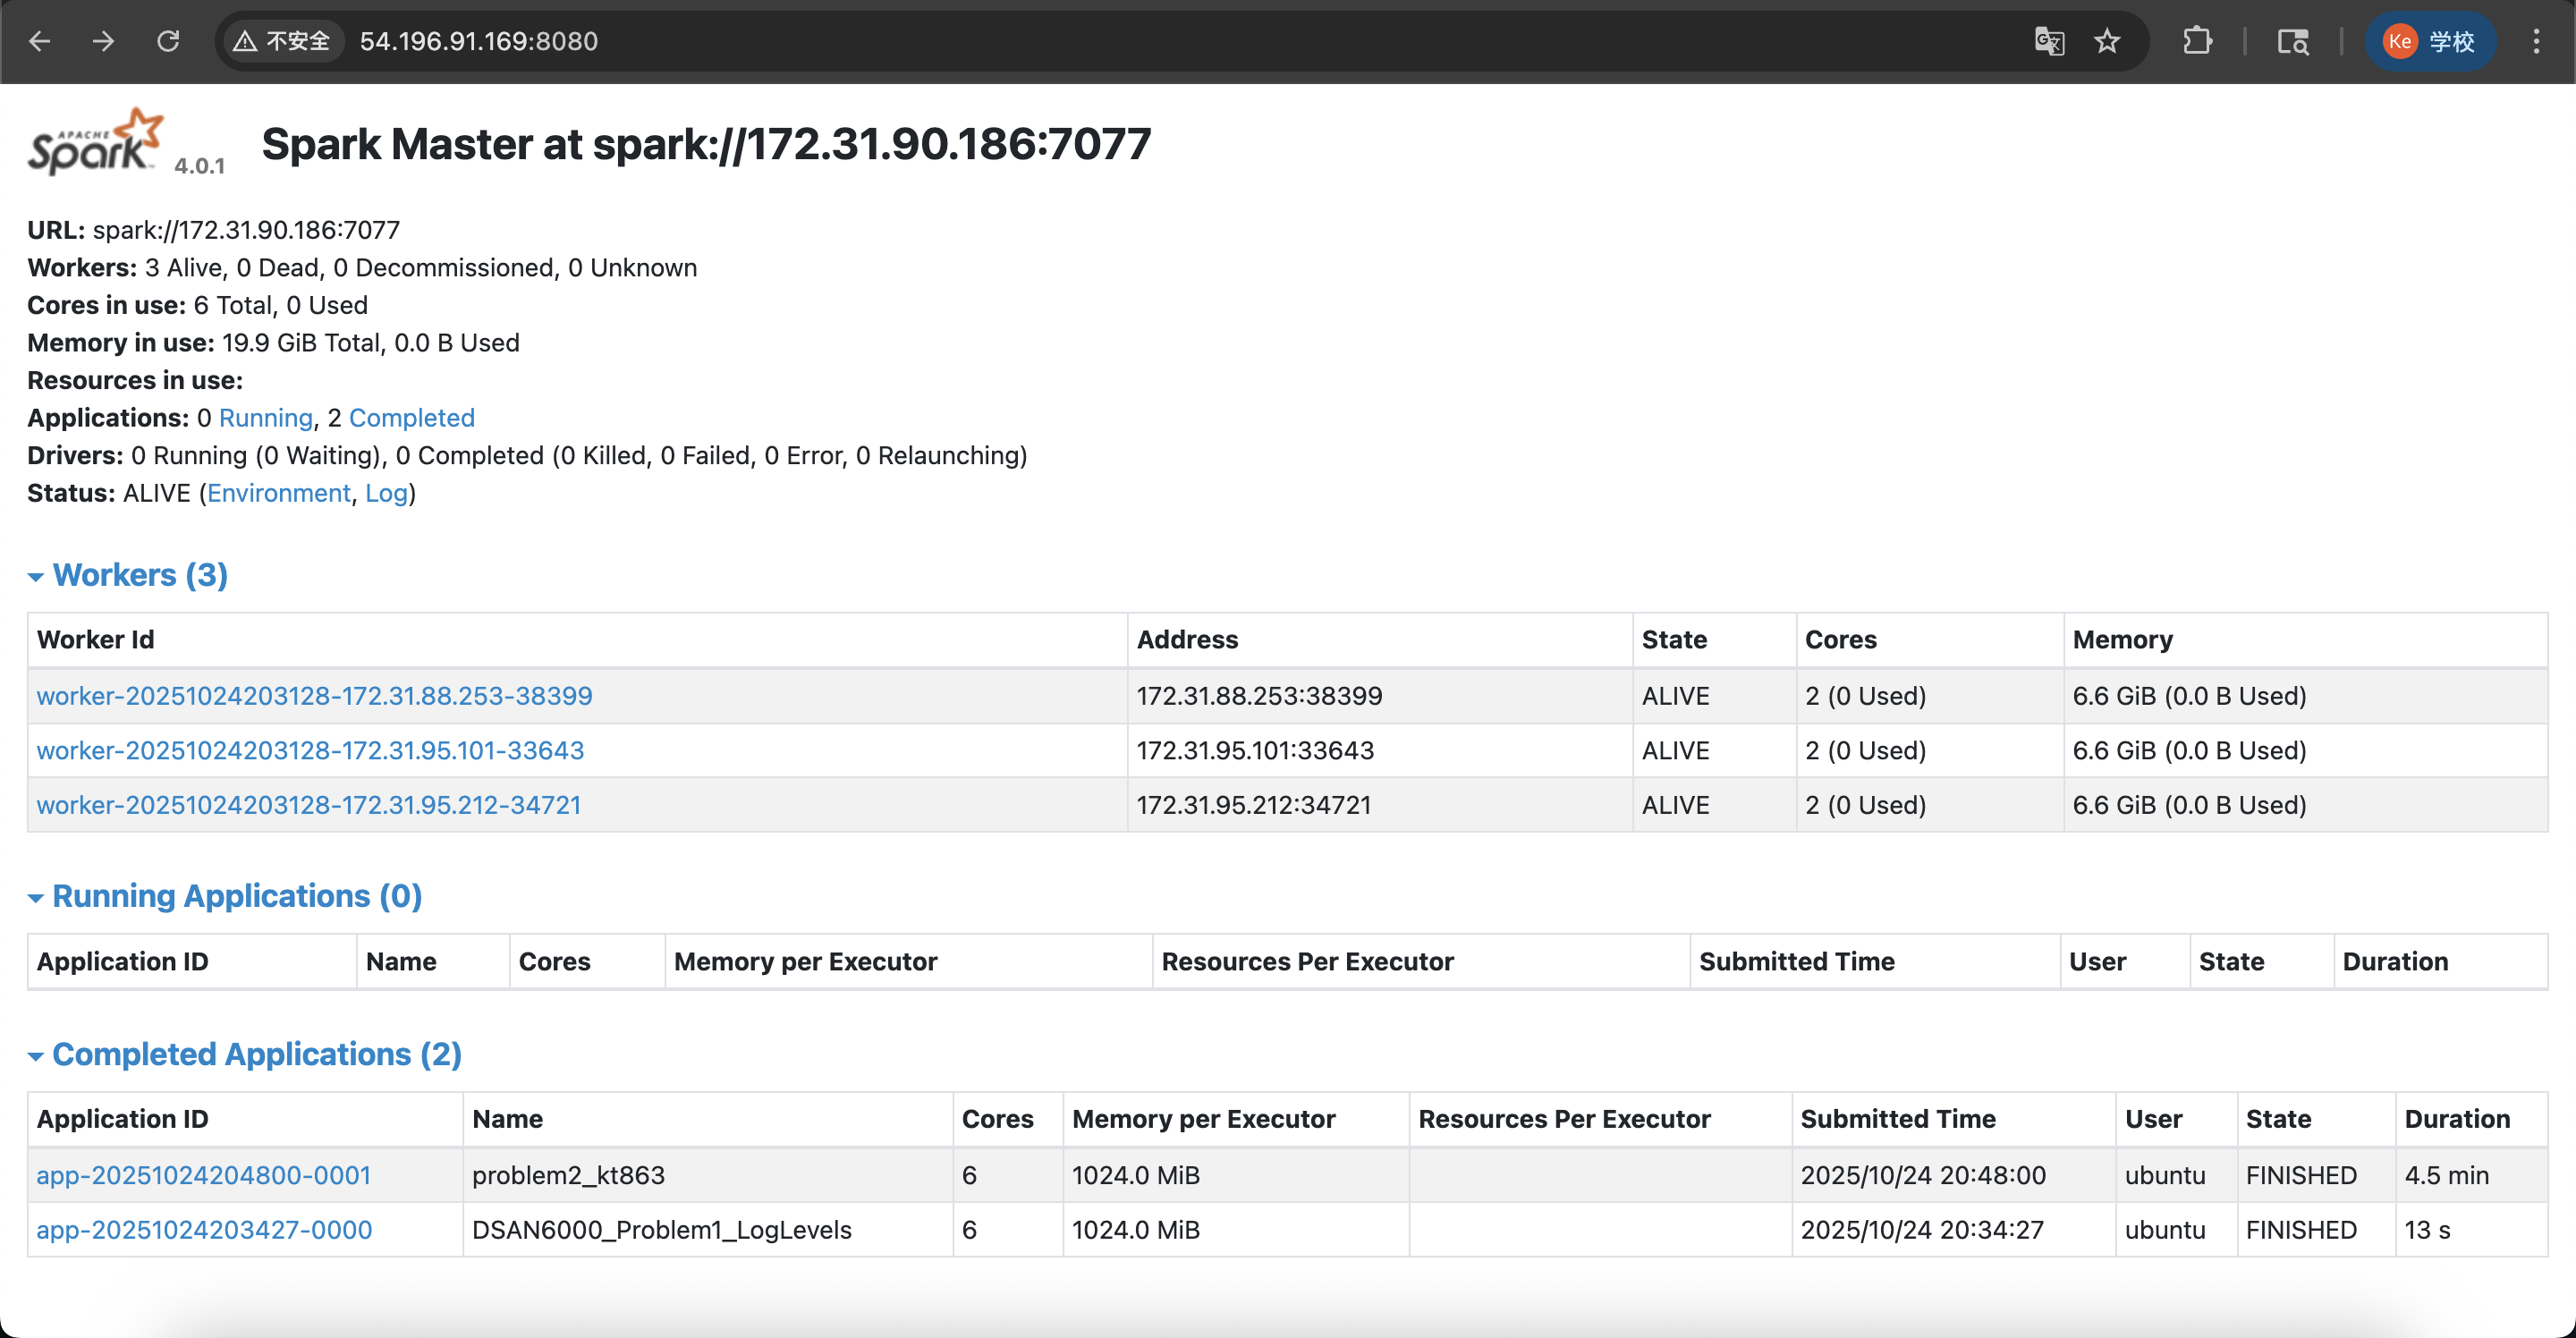 不安全 54.196.91.169:8080 Ke 学校
APACHE Spark 4.0.1 Spark Master at spark://172.31.90.186:7077
URL: spark://172.31.90.186:7077
Workers: 3 Alive, 0 Dead, 0 Decommissioned, 0 Unknown
Cores in use: 6 Total, 0 Used
Memory in use: 19.9 GiB Total, 0.0 B Used
Resources in use:
Applications: 0 Running, 2 Completed
Drivers: 0 Running (0 Waiting), 0 Completed (0 Killed, 0 Failed, 0 Error, 0 Relaunching)
Status: ALIVE (Environment, Log)
Workers (3)
Worker Id Address State Cores Memory
worker-20251024203128-172.31.88.253-38399 172.31.88.253:38399 ALIVE 2 (0 Used) 6.6 GiB (0.0 B Used)
worker-20251024203128-172.31.95.101-33643 172.31.95.101:33643 ALIVE 2 (0 Used) 6.6 GiB (0.0 B Used)
worker-20251024203128-172.31.95.212-34721 172.31.95.212:34721 ALIVE 2 (0 Used) 6.6 GiB (0.0 B Used)
Running Applications (0)
Application ID Name Cores Memory per Executor Resources Per Executor Submitted Time User State Duration
Completed Applications (2)
Application ID Name Cores Memory per Executor Resources Per Executor Submitted Time User State Duration
app-20251024204800-0001 problem2_kt863 6 1024.0 MiB 2025/10/24 20:48:00 ubuntu FINISHED 4.5 min
app-20251024203427-0000 DSAN6000_Problem1_LogLevels 6 1024.0 MiB 2025/10/24 20:34:27 ubuntu FINISHED 13 s